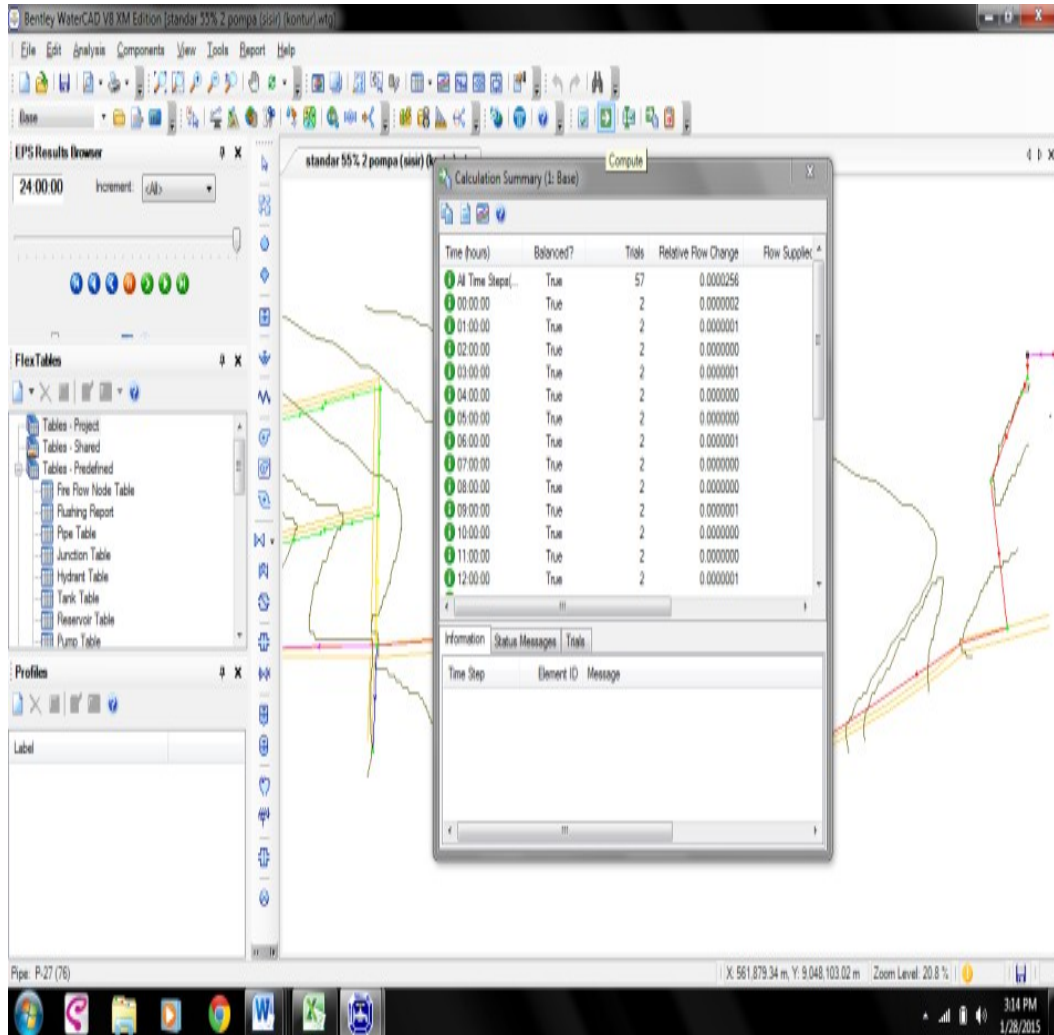 Bentley WaterCAD V8 XM Edition [standar 55% 2 pompa (sisir) (kontur).wtg]
File Edit Analysis Components View Tools Report Help
Base
EPS Results Browser
24:00:00 Increment: <All>
FlexTables
Tables - Project
Tables - Shared
Tables - Predefined
Fire Flow Node Table
Flushing Report
Pipe Table
Junction Table
Hydrant Table
Tank Table
Reservoir Table
Pump Table
Profiles
Label
standar 55% 2 pompa (sisir)
Compute
Calculation Summary (1: Base)
Time (hours) Balanced? Trials Relative Flow Change Flow Supplied
All Time Steps(... True 57 0.0000256
00:00:00 True 2 0.0000002
01:00:00 True 2 0.0000001
02:00:00 True 2 0.0000000
03:00:00 True 2 0.0000001
04:00:00 True 2 0.0000000
05:00:00 True 2 0.0000000
06:00:00 True 2 0.0000001
07:00:00 True 2 0.0000000
08:00:00 True 2 0.0000000
09:00:00 True 2 0.0000001
10:00:00 True 2 0.0000000
11:00:00 True 2 0.0000000
12:00:00 True 2 0.0000001
Information Status Messages Trials
Time Step Element ID Message
Pipe: P-27 (76)
X: 561,879.34 m, Y: 9,048,103.02 m Zoom Level: 20.8 %
3:14 PM
1/28/2015